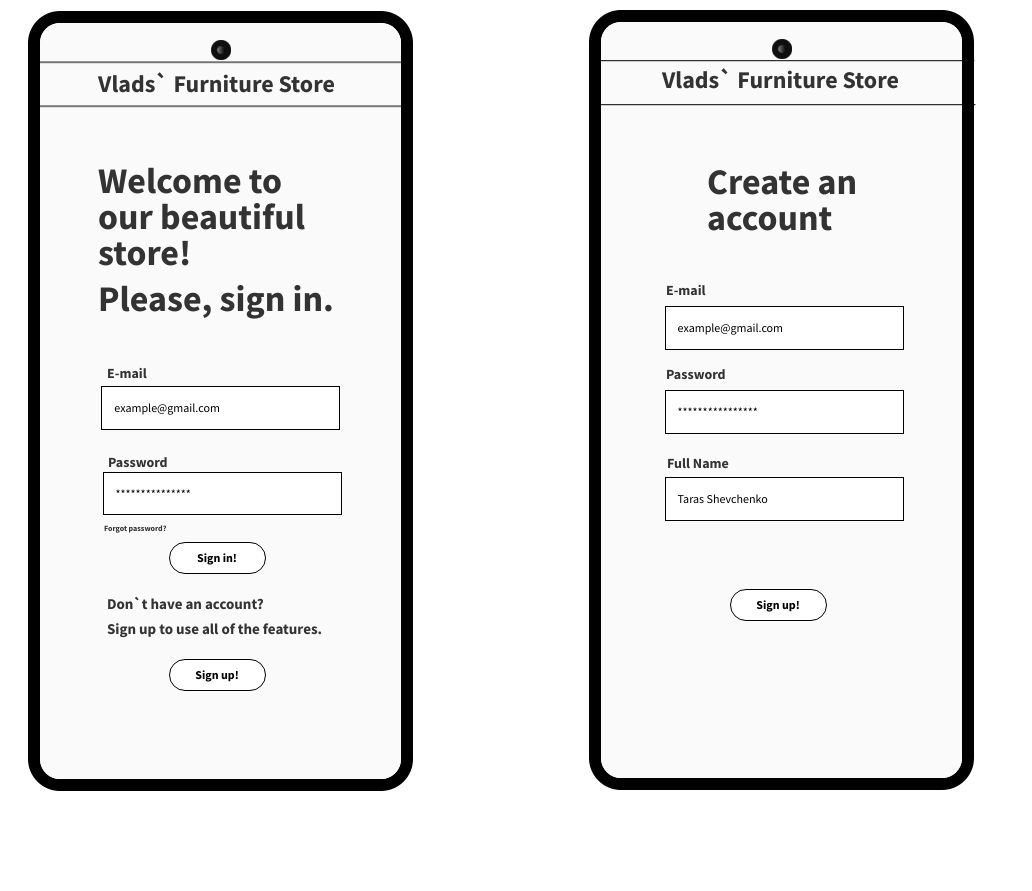 Vlads` Furniture Store
Welcome to
our beautiful
store!
Please, sign in.
E-mail
example@gmail.com
Password
***************
Forgot password?
Sign in!
Don`t have an account?
Sign up to use all of the features.
Sign up!
Vlads` Furniture Store
Create an
account
E-mail
example@gmail.com
Password
****************
Full Name
Taras Shevchenko
Sign up!